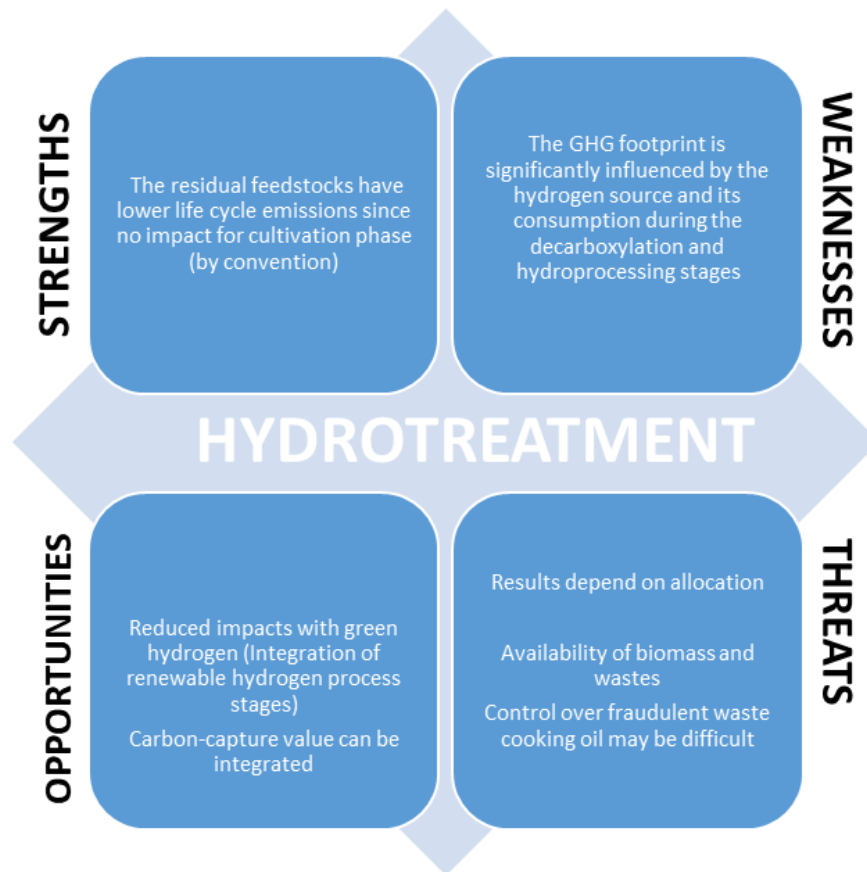 STRENGTHS
The residual feedstocks have
lower life cycle emissions since
no impact for cultivation phase
(by convention)
WEAKNESSES
The GHG footprint is
significantly influenced by the
hydrogen source and its
consumption during the
decarboxylation and
hydroprocessing stages
HYDROTREATMENT
OPPORTUNITIES
Reduced impacts with green
hydrogen (Integration of
renewable hydrogen process
stages)
Carbon-capture value can be
integrated
THREATS
Results depend on allocation
Availability of biomass and
wastes
Control over fraudulent waste
cooking oil may be difficult